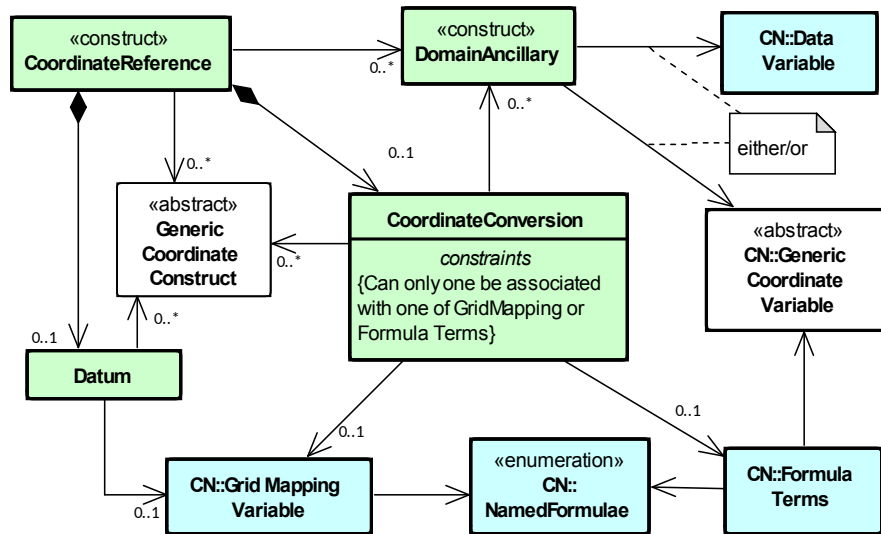 «construct»
CoordinateReference
«construct»
DomainAncillary
CN::Data
Variable
0..*
0..*
either/or
0..1
0..*
«abstract»
Generic
Coordinate
Construct
CoordinateConversion
constraints
{Can only one be associated
with one of GridMapping or
Formula Terms}
«abstract»
CN::Generic
Coordinate
Variable
0..*
0..*
0..1
Datum
0..1
0..1
0..1
CN::Grid Mapping
Variable
«enumeration»
CN::
NamedFormulae
CN::Formula
Terms